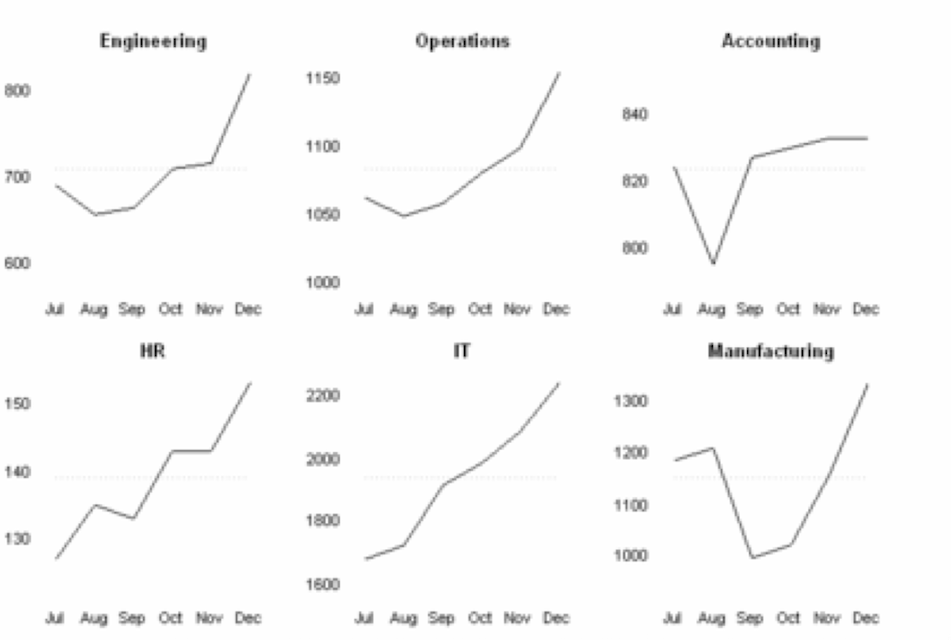 Engineering Operations Accounting
800 1150
840
700 1100
820
1050
600 800
1000
Jul Aug Sep Oct Nov Dec Jul Aug Sep Oct Nov Dec Jul Aug Sep Oct Nov Dec
HR IT Manufacturing
150 2200 1300
140 2000 1200
1100
130 1800
1000
1600
Jul Aug Sep Oct Nov Dec Jul Aug Sep Oct Nov Dec Jul Aug Sep Oct Nov Dec